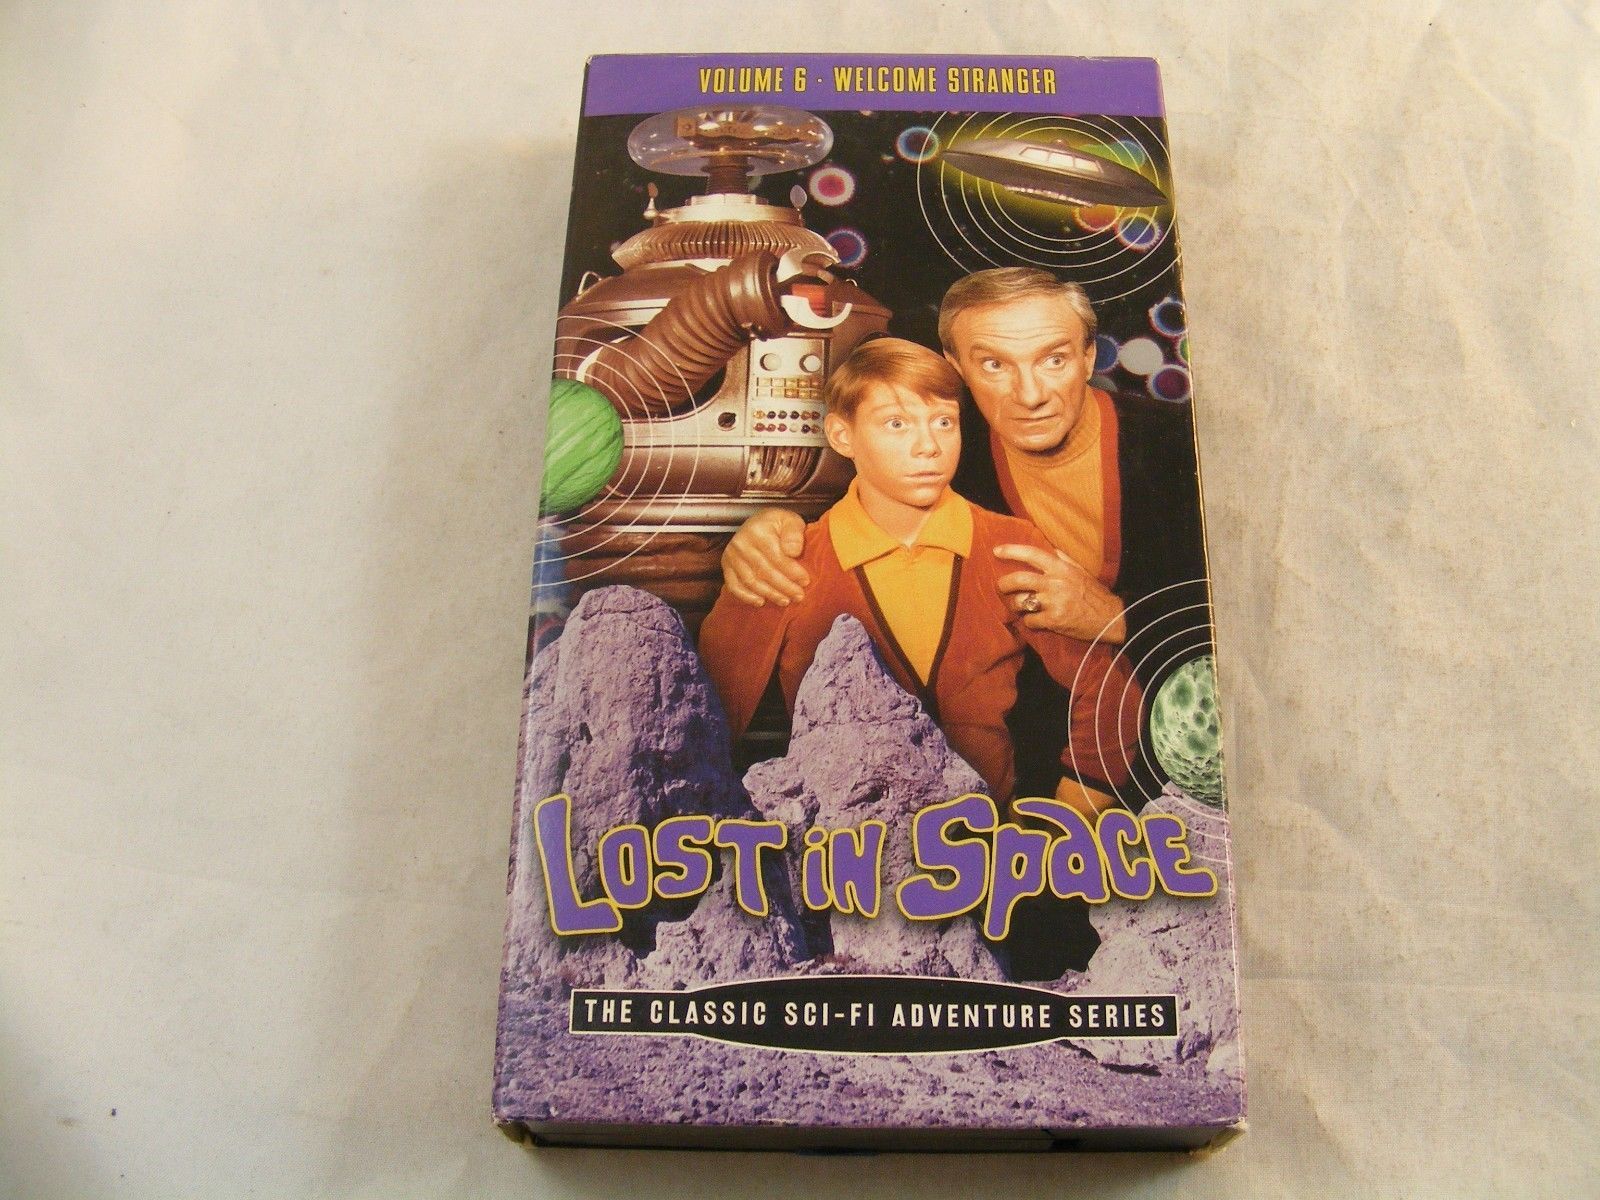 VOLUME 6 · WELCOME STRANGER
LOST IN SPACE
THE CLASSIC SCI-FI ADVENTURE SERIES